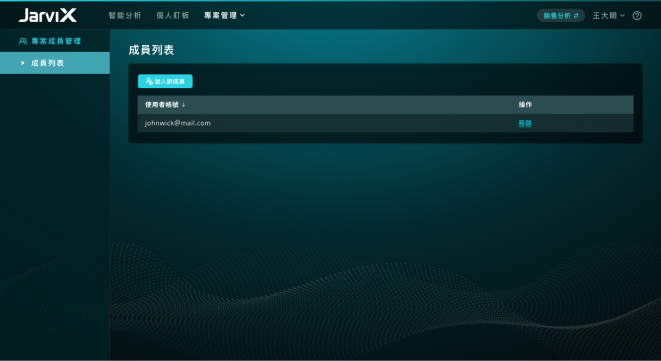 JarviX
智能分析
個人釘板
專案管理
銷售分析
王大明
專案成員管理
成員列表
成員列表
加入新成員
使用者帳號 ↓
操作
johnwick@mail.com
移除